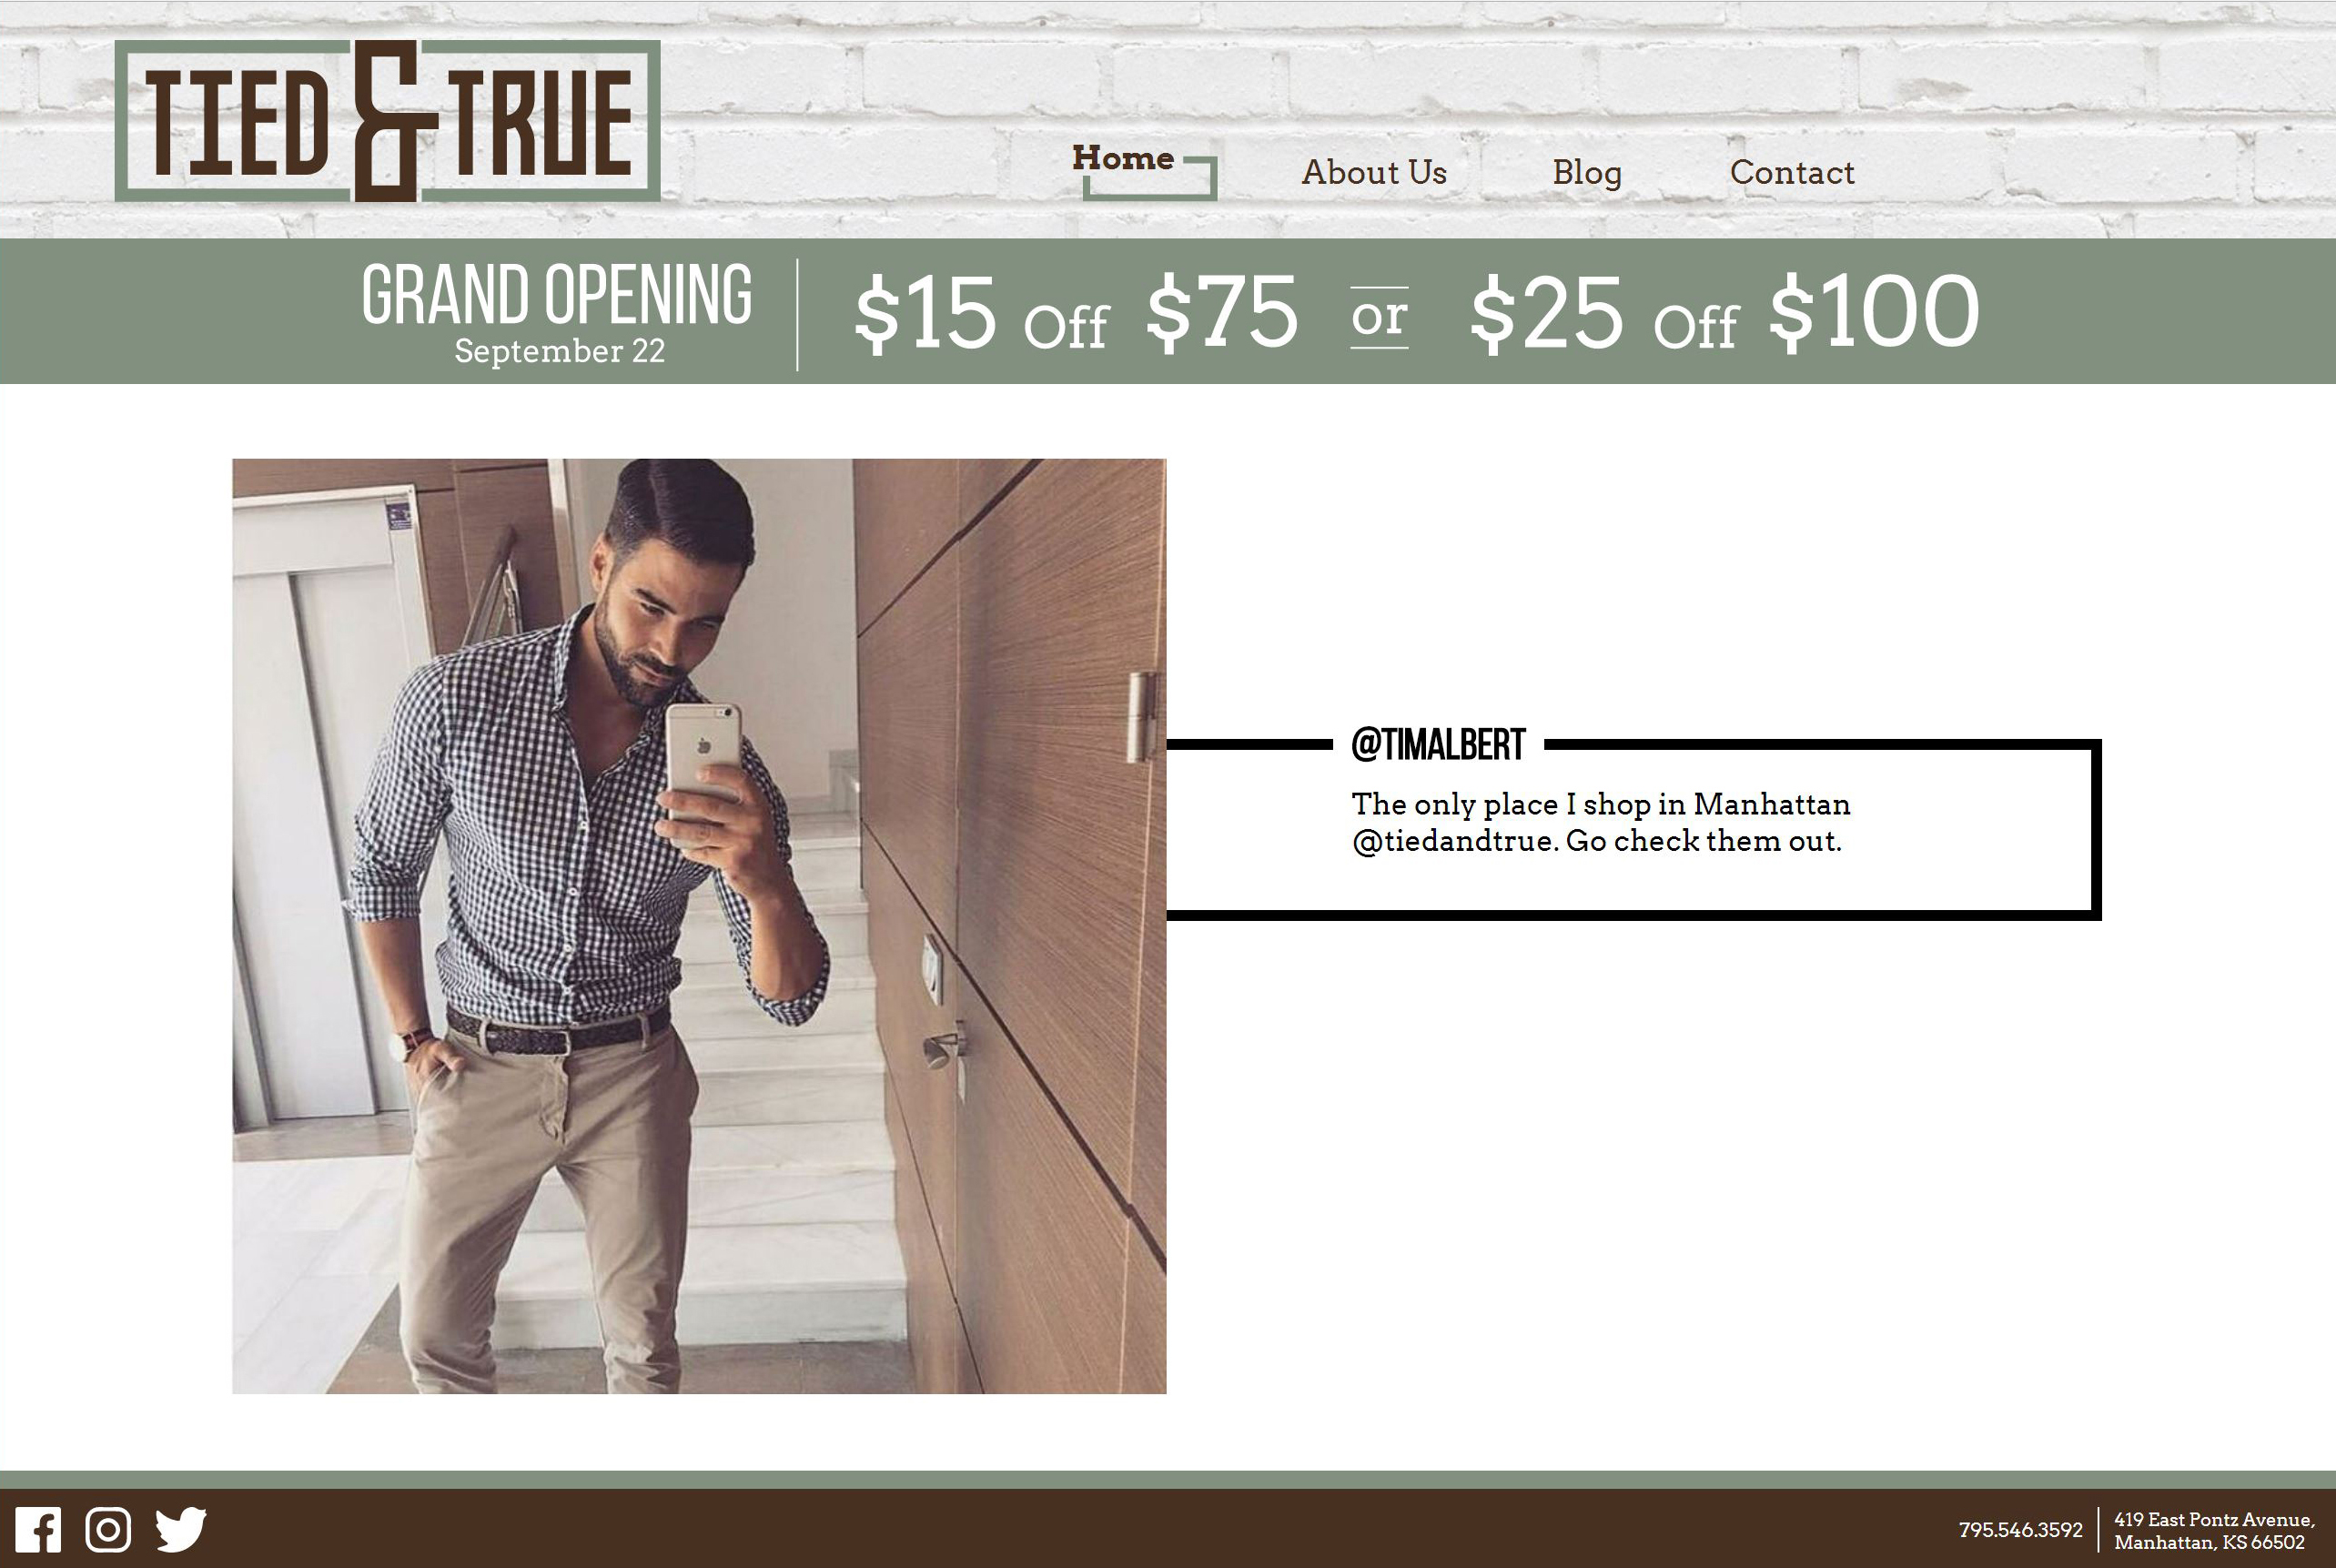 TIED & TRUE
Home About Us Blog Contact
GRAND OPENING
September 22
$15 Off $75 or $25 Off $100
@TIMALBERT
The only place I shop in Manhattan
@tiedandtrue. Go check them out.
795.546.3592
419 East Pontz Avenue,
Manhattan, KS 66502